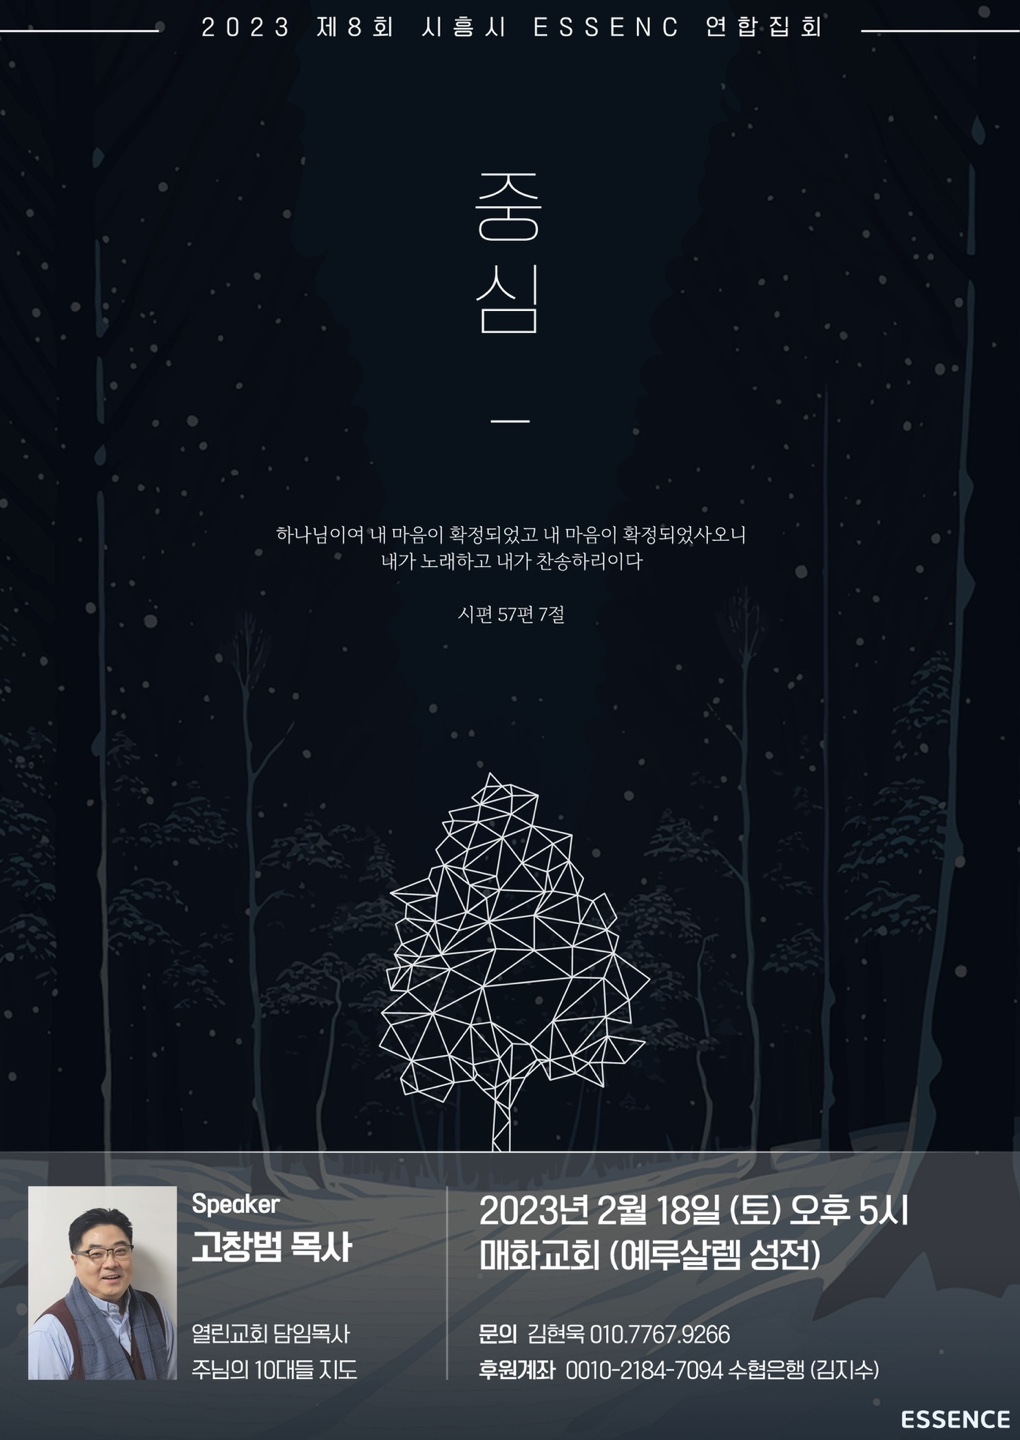 2023 제8회 시흥시 ESSENC 연합집회
중
심
하나님이여 내 마음이 확정되었고 내 마음이 확정되었사오니
내가 노래하고 내가 찬송하리이다
시편 57편 7절
Speaker
고창범 목사
열린교회 담임목사
주님의 10대들 지도
2023년 2월 18일 (토) 오후 5시
매화교회 (예루살렘 성전)
문의 김현욱 010.7767.9266
후원계좌 0010-2184-7094 수협은행 (김지수)
ESSENCE